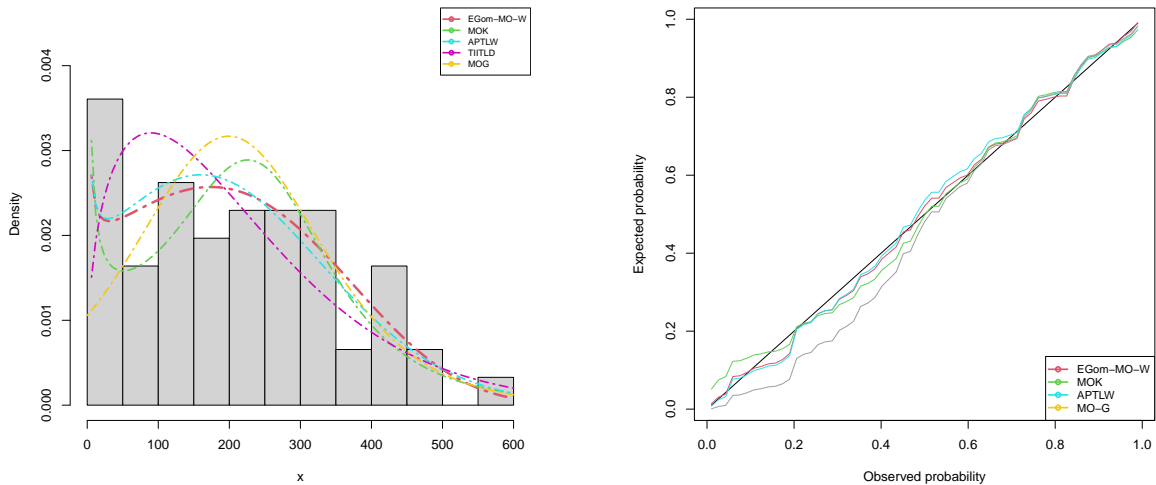 EGom−MO−W
MOK
APTLW
TIITLD
MOG
Density
0.000
0.001
0.002
0.003
0.004
0
100
200
300
400
500
600
x
Expected probability
0.0
0.2
0.4
0.6
0.8
1.0
EGom−MO−W
MOK
APTLW
MO−G
0.0
0.2
0.4
0.6
0.8
1.0
Observed probability